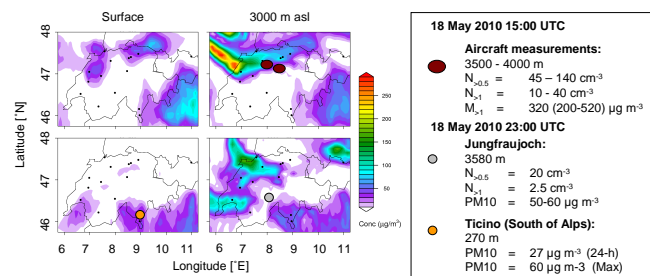 Surface
3000 m asl
48
47
46
48
47
46
Latitude [˚N]
6 7 8 9 10 11
6 7 8 9 10 11
Longitude [˚E]
250
200
150
100
50
Conc (µg/m³)
18 May 2010 15:00 UTC
Aircraft measurements:
3500 - 4000 m
N>0.5 = 45 – 140 cm-3
N>1 = 10 - 40 cm-3
M>1 = 320 (200-520) µg m-3
18 May 2010 23:00 UTC
Jungfraujoch:
3580 m
N>0.5 = 20 cm-3
N>1 = 2.5 cm-3
PM10 = 50-60 µg m-3
Ticino (South of Alps):
270 m
PM10 = 27 µg m-3 (24-h)
PM10 = 60 µg m-3 (Max)